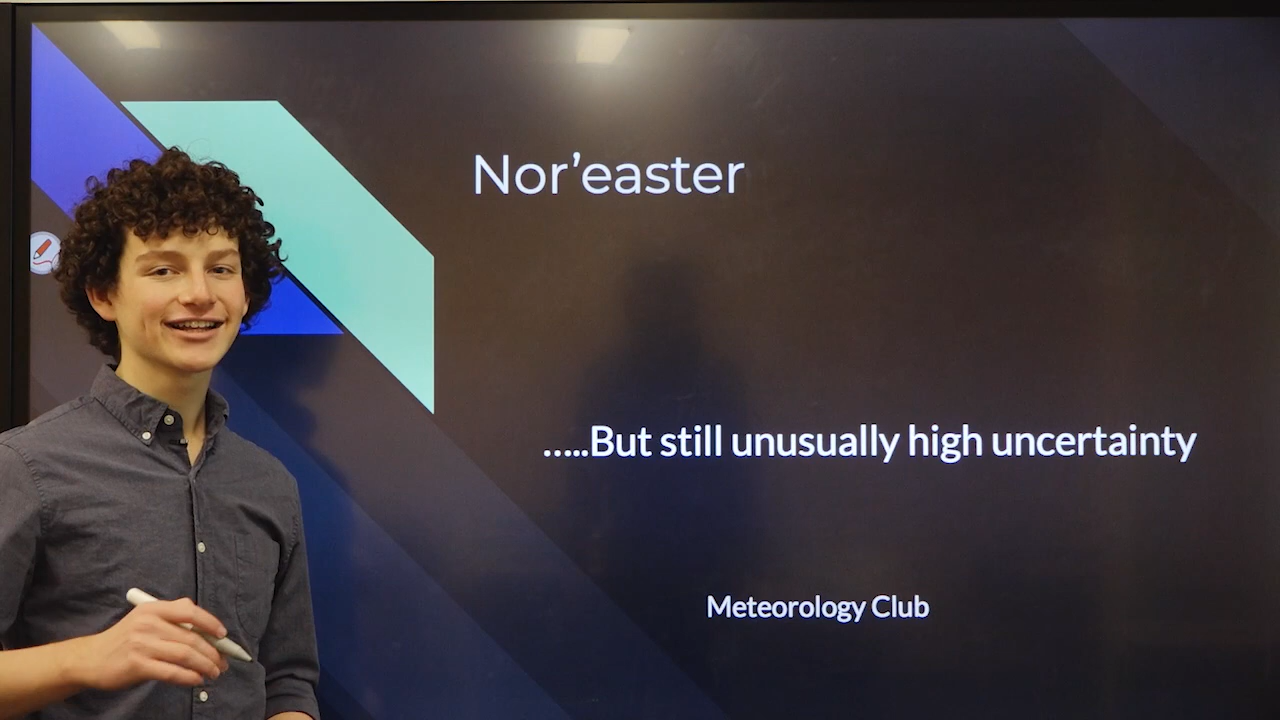 Nor’easter
.....But still unusually high uncertainty
Meteorology Club